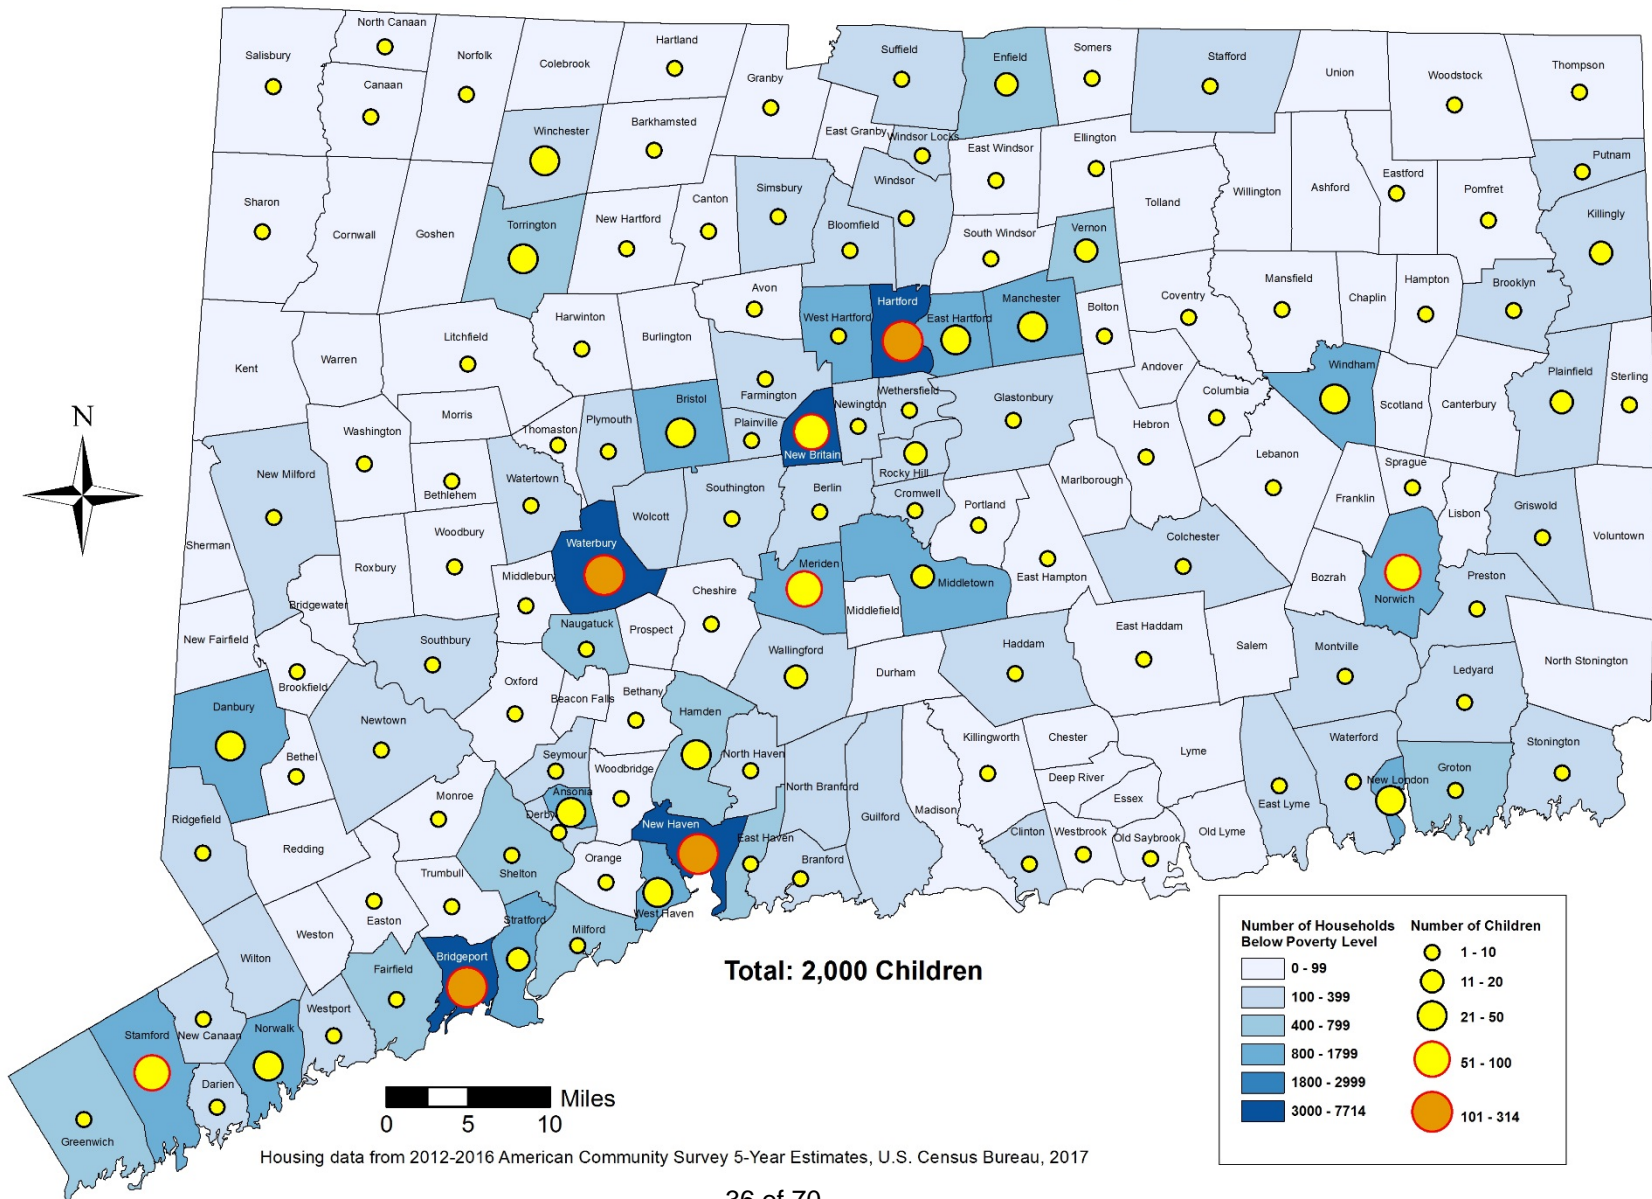 North Canaan
Salisbury
Canaan
Norfolk
Colebrook
Hartland
Granby
Suffield
Enfield
Somers
Stafford
Union
Woodstock
Thompson
Winchester
Barkhamsted
East Granby
Windsor Locks
East Windsor
Ellington
Putnam
Sharon
Cornwall
Goshen
Torrington
New Hartford
Canton
Simsbury
Windsor
Bloomfield
South Windsor
Vernon
Tolland
Willington
Ashford
Eastford
Pomfret
Killingly
Kent
Warren
Litchfield
Harwinton
Burlington
Avon
West Hartford
Hartford
East Hartford
Manchester
Bolton
Coventry
Mansfield
Chaplin
Hampton
Brooklyn
N
Morris
Bristol
Farmington
Andover
Columbia
Windham
Scotland
Canterbury
Plainfield
Sterling
Washington
Thomaston
Plymouth
Plainville
New Britain
Newington
Wethersfield
Glastonbury
Hebron
New Milford
Bethlehem
Watertown
Wolcott
Southington
Berlin
Rocky Hill
Cromwell
Portland
Marlborough
Lebanon
Franklin
Sprague
Lisbon
Griswold
Voluntown
Sherman
Roxbury
Woodbury
Waterbury
Middlebury
Cheshire
Meriden
Middletown
East Hampton
Colchester
Bozrah
Norwich
Preston
Bridgewater
Middlefield
New Fairfield
Southbury
Naugatuck
Prospect
Wallingford
Durham
Haddam
East Haddam
Salem
Montville
Ledyard
North Stonington
Brookfield
Oxford
Beacon Falls
Bethany
Hamden
Danbury
Newtown
Bethel
Seymour
Woodbridge
North Haven
North Branford
Killingworth
Chester
Lyme
Waterford
Stonington
Groton
New London
East Lyme
Deep River
Essex
Ridgefield
Redding
Monroe
Ansonia
Derby
New Haven
East Haven
Guilford
Madison
Clinton
Westbrook
Old Saybrook
Old Lyme
Shelton
Orange
Branford
Trumbull
Easton
Weston
Stratford
West Haven
Milford
Wilton
Fairfield
Bridgeport
Total: 2,000 Children
Stamford
New Canaan
Norwalk
Westport
Darien
Greenwich
Miles
0 5 10
Number of Households
Below Poverty Level
0 - 99
100 - 399
400 - 799
800 - 1799
1800 - 2999
3000 - 7714
Number of Children
1 - 10
11 - 20
21 - 50
51 - 100
101 - 314
Housing data from 2012-2016 American Community Survey 5-Year Estimates, U.S. Census Bureau, 2017
36 of 70